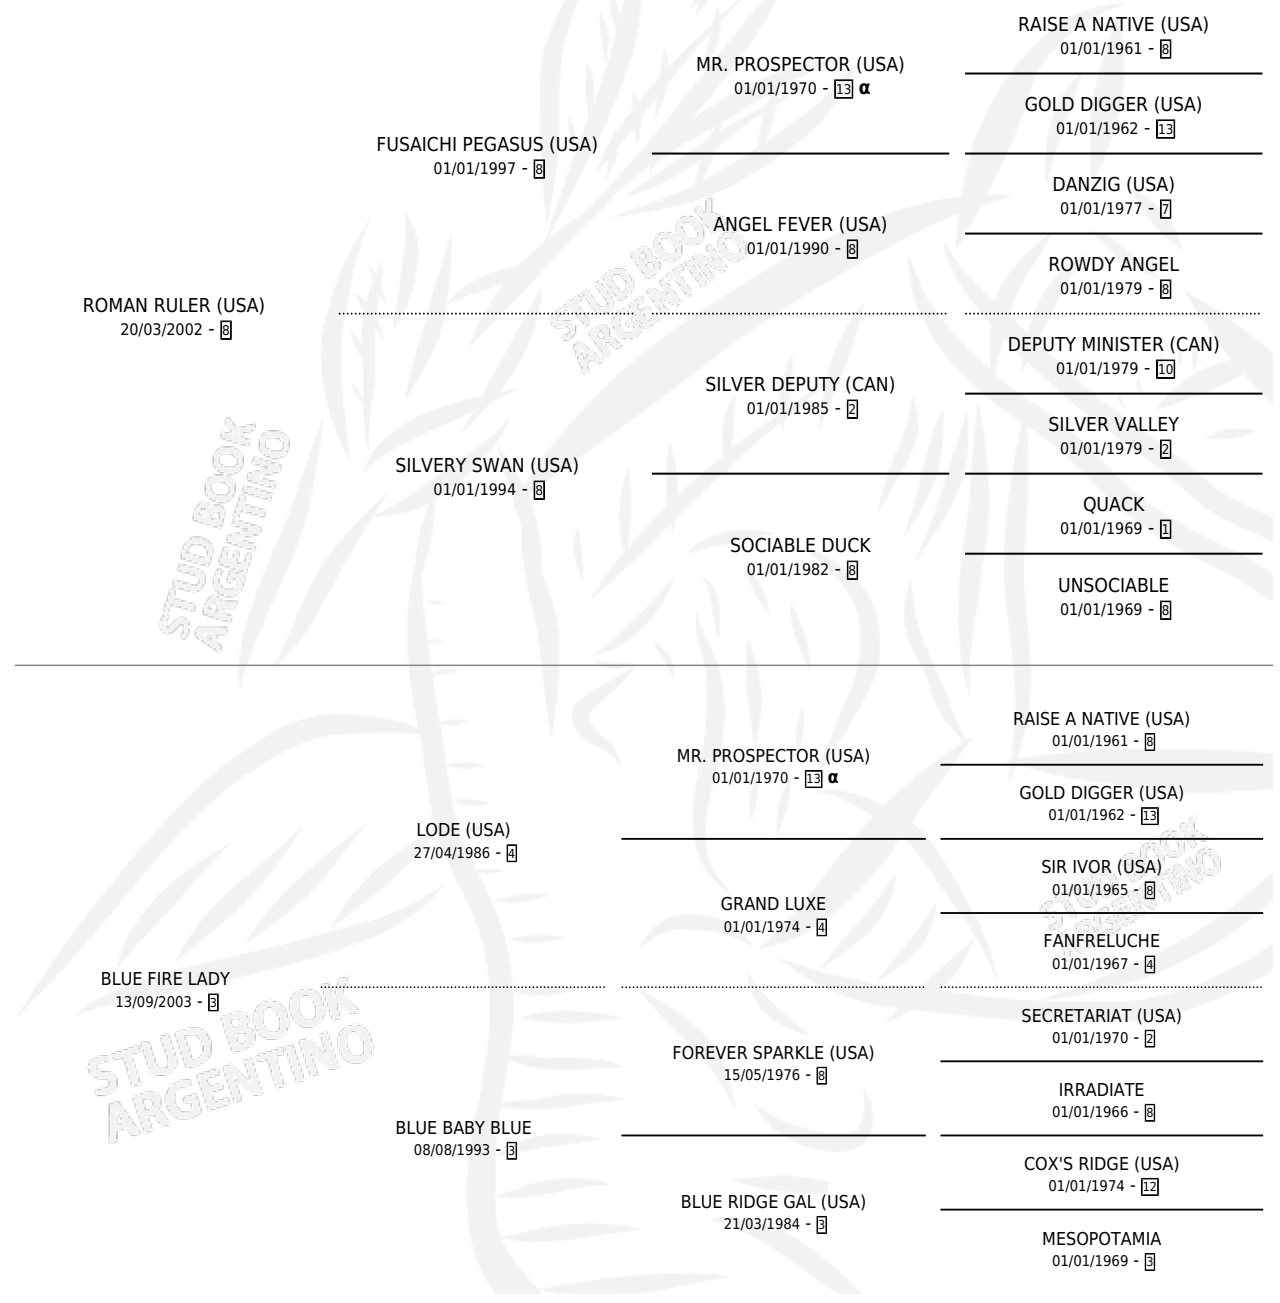 RAISE A NATIVE (USA)
01/01/1961 - 8
MR. PROSPECTOR (USA)
01/01/1970 - 13 α
GOLD DIGGER (USA)
01/01/1962 - 13
FUSAICHI PEGASUS (USA)
01/01/1997 - 8
DANZIG (USA)
01/01/1977 - 7
ANGEL FEVER (USA)
01/01/1990 - 8
ROWDY ANGEL
01/01/1979 - 8
ROMAN RULER (USA)
20/03/2002 - 8
DEPUTY MINISTER (CAN)
01/01/1979 - 10
SILVER DEPUTY (CAN)
01/01/1985 - 2
SILVER VALLEY
01/01/1979 - 2
SILVERY SWAN (USA)
01/01/1994 - 8
QUACK
01/01/1969 - 1
SOCIABLE DUCK
01/01/1982 - 8
UNSOCIABLE
01/01/1969 - 8
RAISE A NATIVE (USA)
01/01/1961 - 8
MR. PROSPECTOR (USA)
01/01/1970 - 13 α
GOLD DIGGER (USA)
01/01/1962 - 13
LODE (USA)
27/04/1986 - 4
SIR IVOR (USA)
01/01/1965 - 8
GRAND LUXE
01/01/1974 - 4
FANFRELUCHE
01/01/1967 - 4
BLUE FIRE LADY
13/09/2003 - 3
SECRETARIAT (USA)
01/01/1970 - 2
FOREVER SPARKLE (USA)
15/05/1976 - 8
IRRADIATE
01/01/1966 - 8
BLUE BABY BLUE
08/08/1993 - 3
COX'S RIDGE (USA)
01/01/1974 - 12
BLUE RIDGE GAL (USA)
21/03/1984 - 3
MESOPOTAMIA
01/01/1969 - 3
STUD BOOK
ARGENTINO
STUD BOOK
ARGENTINO
STUD BOOK
ARGENTINO
STUD BOOK
ARGENTINO